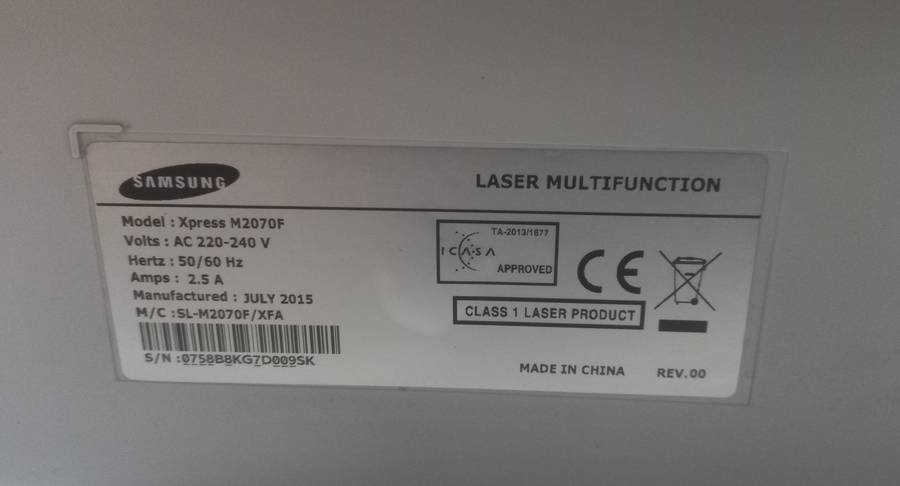 SAMSUNG
LASER MULTIFUNCTION
Model : Xpress M2070F
Volts : AC 220-240 V
Hertz : 50/60 Hz
Amps : 2.5 A
Manufactured : JULY 2015
M/C : SL-M2070F/XFA
S/N :0758B8KG7D009SK
TA-2013/1677
ICASA
APPROVED
CE
CLASS 1 LASER PRODUCT
MADE IN CHINA
REV.00